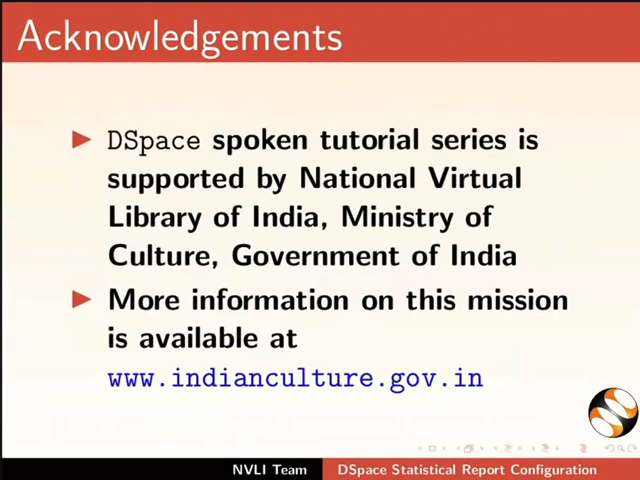 Acknowledgements
DSpace spoken tutorial series is
supported by National Virtual
Library of India, Ministry of
Culture, Government of India
More information on this mission
is available at
www.indianculture.gov.in
NVLI Team DSpace Statistical Report Configuration